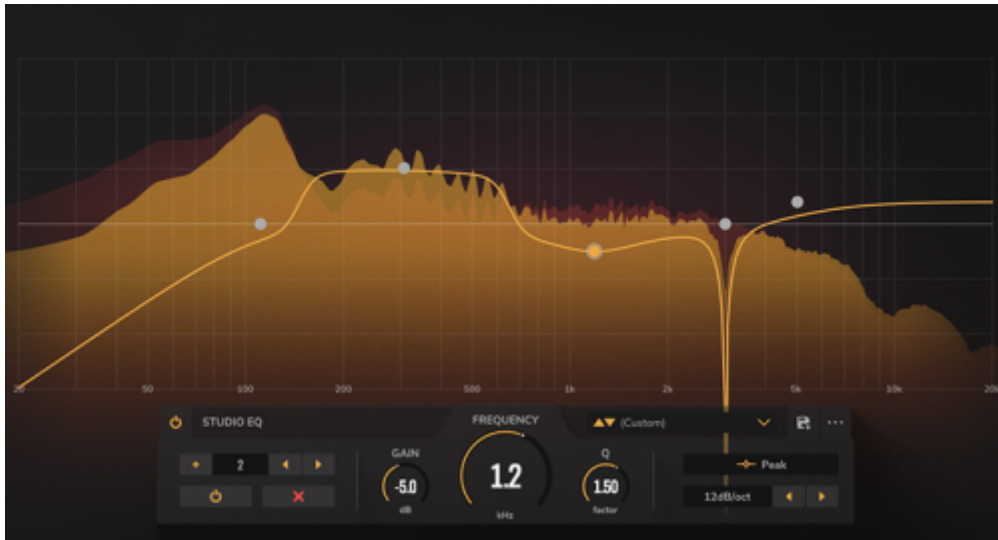 20 50 100 200 500 1k 2k 5k 10k 20k
STUDIO EQ
FREQUENCY
(Custom)
+ 2
GAIN
-5.0
dB
1.2
kHz
Q
1.50
factor
Peak
12dB/oct